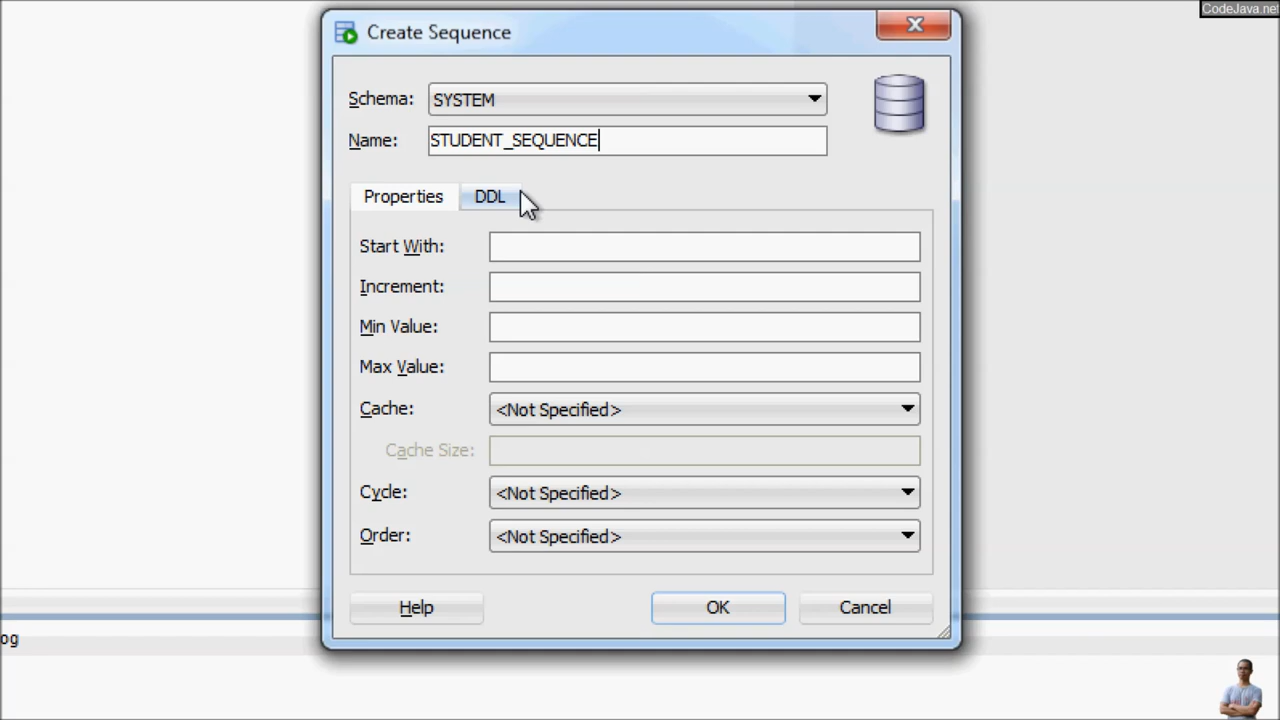 CodeJava.net
Create Sequence
Schema: SYSTEM
Name: STUDENT_SEQUENCE
Properties DDL
Start With:
Increment:
Min Value:
Max Value:
Cache: <Not Specified>
Cache Size:
Cycle: <Not Specified>
Order: <Not Specified>
Help OK Cancel
og